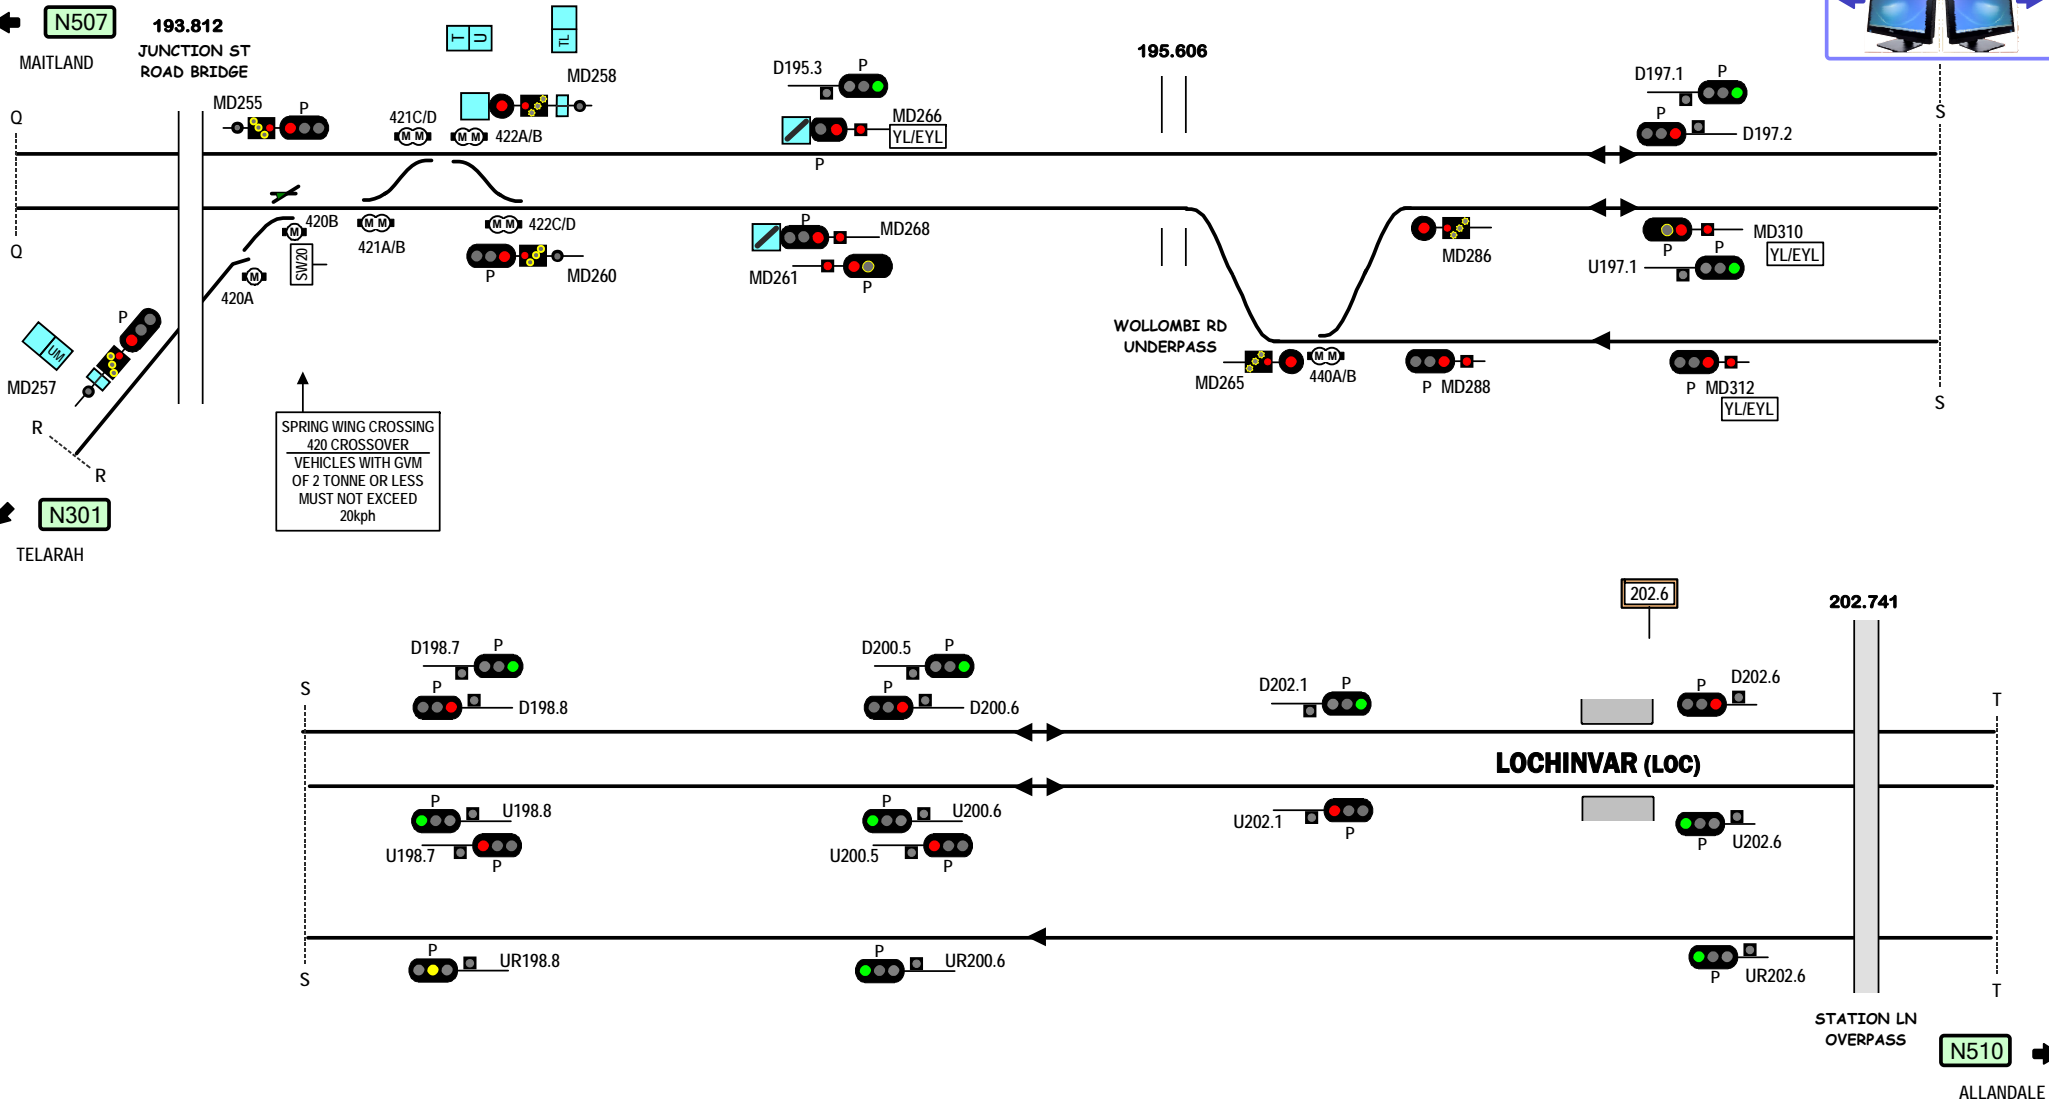 N507
MAITLAND
193.812
JUNCTION ST
ROAD BRIDGE
T
U
TL
MD255
P
421C/D
M M
M M
422A/B
MD258
D195.3
P
MD266
YL/EYL
P
195.606
D197.1
P
P
D197.2
S
Q
Q
420B
M
SW20
M
420A
M M
421A/B
M M
422C/D
P
MD260
P
MD268
MD261
P
MD286
MD310
P
YL/EYL
P
U197.1
WOLLOMBI RD
UNDERPASS
MD265
M M
440A/B
P MD288
P MD312
YL/EYL
S
P
UM
MD257
R
R
SPRING WING CROSSING
420 CROSSOVER
VEHICLES WITH GVM
OF 2 TONNE OR LESS
MUST NOT EXCEED
20kph
N301
TELARAH
202.6
202.741
S
D198.7
P
P
D198.8
D200.5
P
P
D200.6
D202.1
P
P
D202.6
T
LOCHINVAR (LOC)
P
U198.8
U198.7
P
P
U200.6
U200.5
P
U202.1
P
P
U202.6
S
P
UR198.8
P
UR200.6
P
UR202.6
T
STATION LN
OVERPASS
N510
ALLANDALE